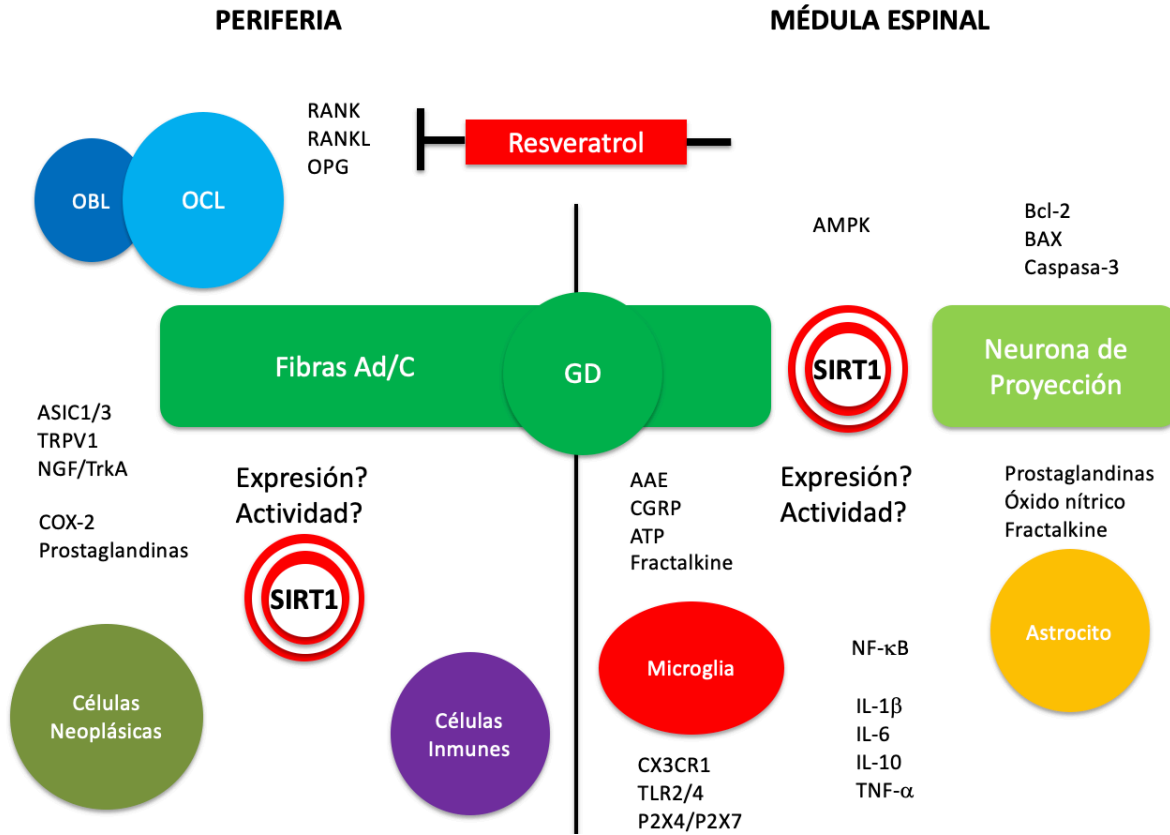 PERIFERIA
MÉDULA ESPINAL
RANK
RANKL
OPG
Resveratrol
OBL
OCL
AMPK
Bcl-2
BAX
Caspasa-3
Fibras Ad/C
GD
SIRT1
Neurona de
Proyección
ASIC1/3
TRPV1
NGF/TrkA
COX-2
Prostaglandinas
Expresión?
Actividad?
SIRT1
AAE
CGRP
ATP
Fractalkine
Expresión?
Actividad?
Prostaglandinas
Óxido nítrico
Fractalkine
Células
Neoplásicas
Células
Inmunes
Microglia
Astrocito
NF-κB
IL-1β
IL-6
IL-10
TNF-α
CX3CR1
TLR2/4
P2X4/P2X7